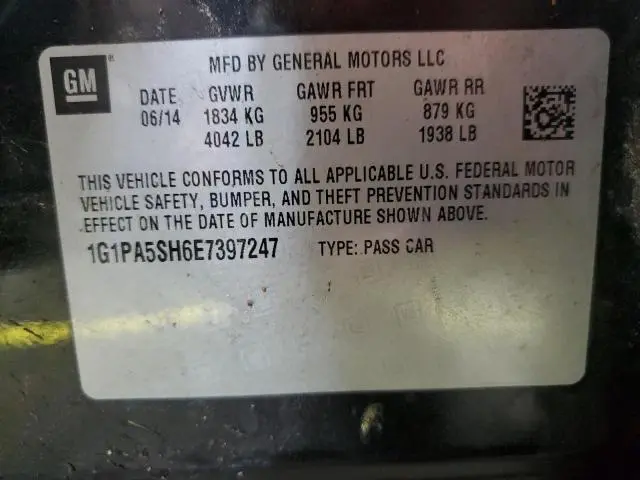 GM ®
MFD BY GENERAL MOTORS LLC
DATE GVWR GAWR FRT GAWR RR
06/14 1834 KG 955 KG 879 KG
4042 LB 2104 LB 1938 LB
THIS VEHICLE CONFORMS TO ALL APPLICABLE U.S. FEDERAL MOTOR
VEHICLE SAFETY, BUMPER, AND THEFT PREVENTION STANDARDS IN
EFFECT ON THE DATE OF MANUFACTURE SHOWN ABOVE.
1G1PA5SH6E7397247 TYPE: PASS CAR